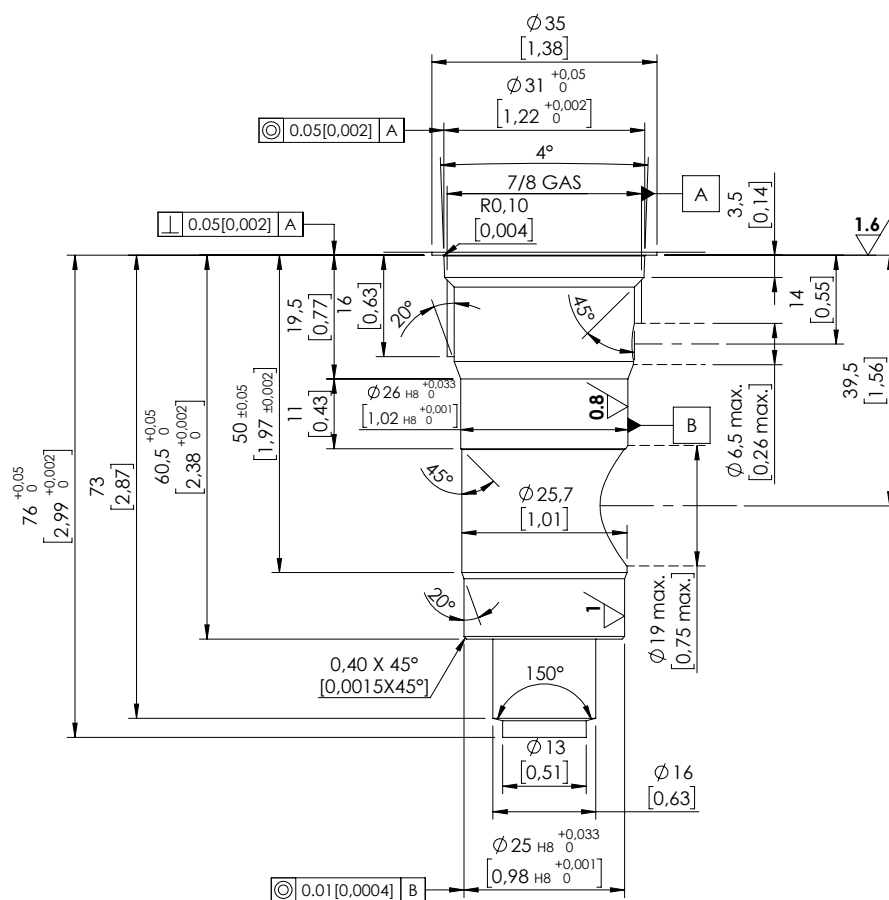 Ø35
[1,38]
Ø31 +0,05 0
[1,22 +0,002 0]
◎ 0.05[0,002] A
4°
7/8 GAS
A
R0,10
[0,004]
3,5
[0,14]
⟂ 0.05[0,002] A
1.6
19,5
[0,77]
16
[0,63]
20°
45°
14
[0,55]
39,5
[1,56]
Ø26 H8 +0,033 0
[1,02 H8 +0,001 0]
0.8
B
11
[0,43]
50 ±0,05
[1,97 ±0,002]
60,5 +0,05 0
[2,38 +0,002 0]
73
[2,87]
76 +0,05 0
[2,99 +0,002 0]
Ø6,5 max.
[0,26 max.]
45°
Ø25,7
[1,01]
20°
1
Ø19 max.
[0,75 max.]
0,40 X 45°
[0,0015X45°]
150°
Ø13
[0,51]
Ø16
[0,63]
Ø25 H8 +0,033 0
[0,98 H8 +0,001 0]
◎ 0.01[0,0004] B